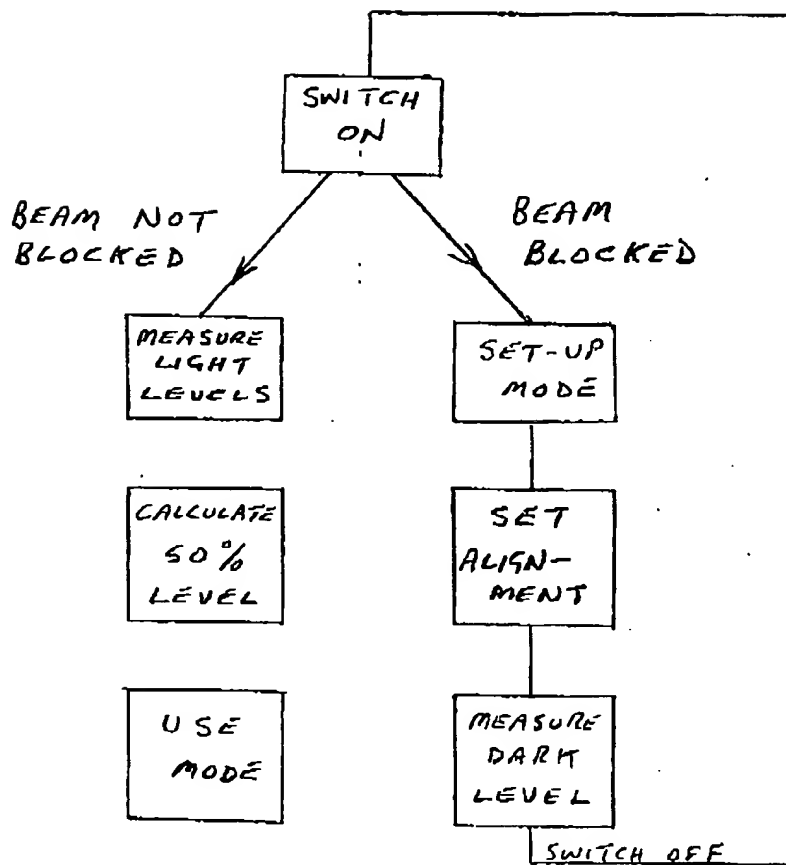 SWITCH
ON
BEAM NOT
BLOCKED
BEAM
BLOCKED
MEASURE
LIGHT
LEVELS
SET-UP
MODE
CALCULATE
50%
LEVEL
SET
ALIGN-
MENT
USE
MODE
MEASURE
DARK
LEVEL
SWITCH OFF